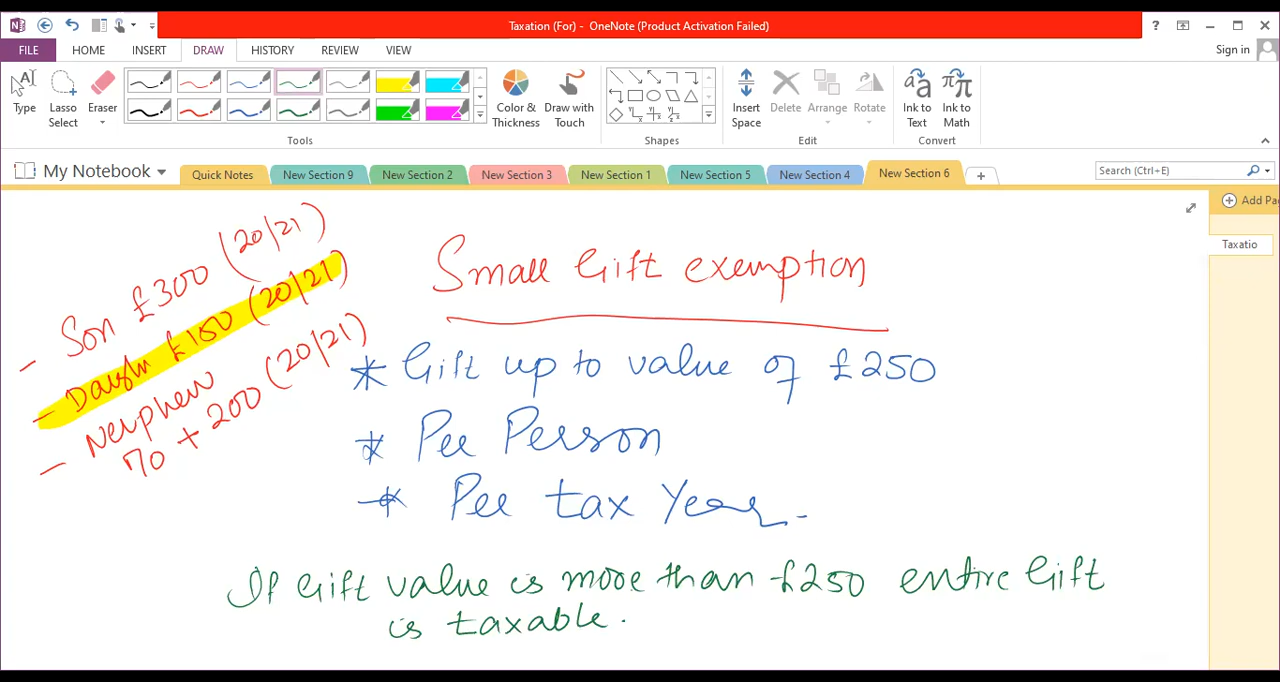 Taxation (For) - OneNote (Product Activation Failed)
FILE HOME INSERT DRAW HISTORY REVIEW VIEW
Sign in
Type
Lasso Select
Eraser
Color & Thickness
Draw with Touch
Insert Space
Delete
Arrange
Rotate
Ink to Text
Ink to Math
Tools
Shapes
Edit
Convert
My Notebook
Quick Notes
New Section 9
New Section 2
New Section 3
New Section 1
New Section 5
New Section 4
New Section 6
Search (Ctrl+E)
Add Pa
Taxatio
- Son £300 (20/21)
- £150 (20/21)
- Nerphew
70 + 200 (20/21)
Small Gift exemption
* Gift up to value of £250
* Per Person
* Per tax Year.
If Gift value is more than £250 entire Gift
is taxable.